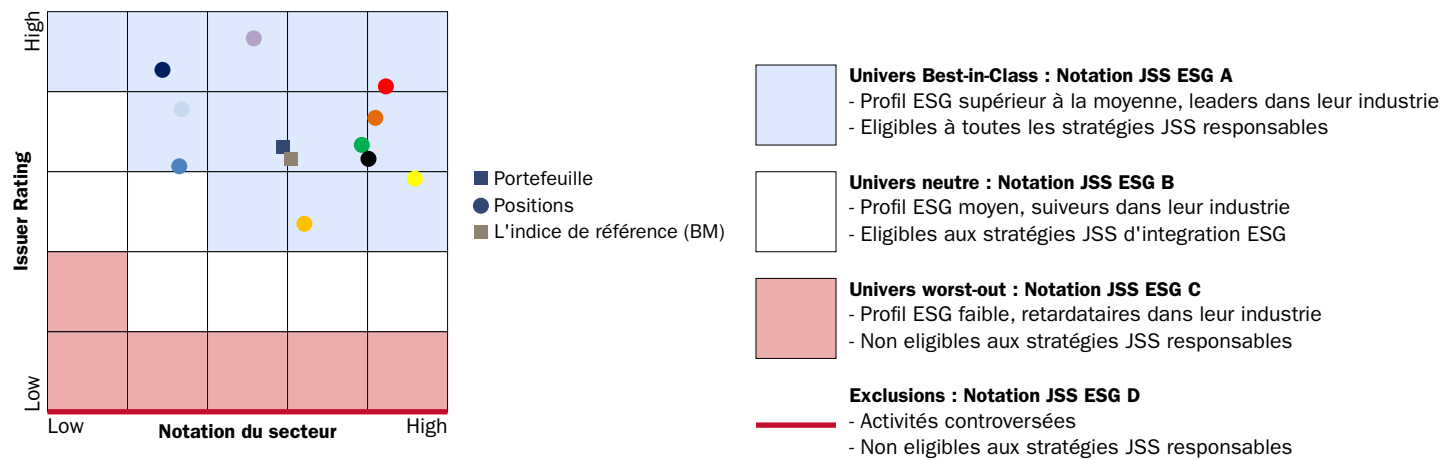 High
Issuer Rating
Low
Low
Notation du secteur
High
Portefeuille
Positions
L'indice de référence (BM)
Univers Best-in-Class : Notation JSS ESG A
- Profil ESG supérieur à la moyenne, leaders dans leur industrie
- Eligibles à toutes les stratégies JSS responsables
Univers neutre : Notation JSS ESG B
- Profil ESG moyen, suiveurs dans leur industrie
- Eligibles aux stratégies JSS d'integration ESG
Univers worst-out : Notation JSS ESG C
- Profil ESG faible, retardataires dans leur industrie
- Non eligibles aux stratégies JSS responsables
Exclusions : Notation JSS ESG D
- Activités controversées
- Non eligibles aux stratégies JSS responsables